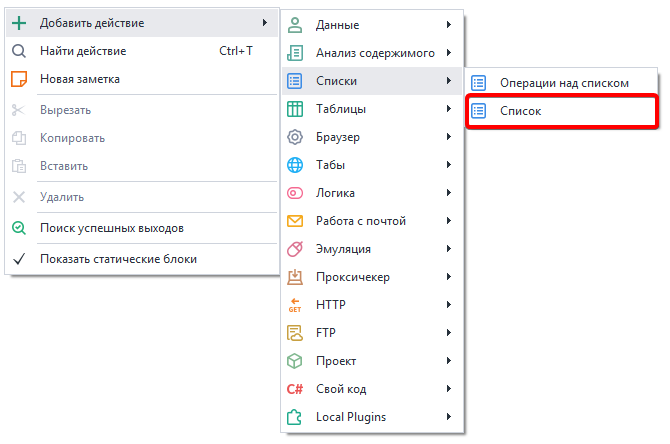 Добавить действие
Найти действие Ctrl+T
Новая заметка
Вырезать
Копировать
Вставить
Удалить
Поиск успешных выходов
Показать статические блоки
Данные
Анализ содержимого
Списки
Таблицы
Браузер
Табы
Логика
Работа с почтой
Эмуляция
Проксичекер
GET HTTP
FTP
Проект
C# Свой код
Local Plugins
Операции над списком
Список